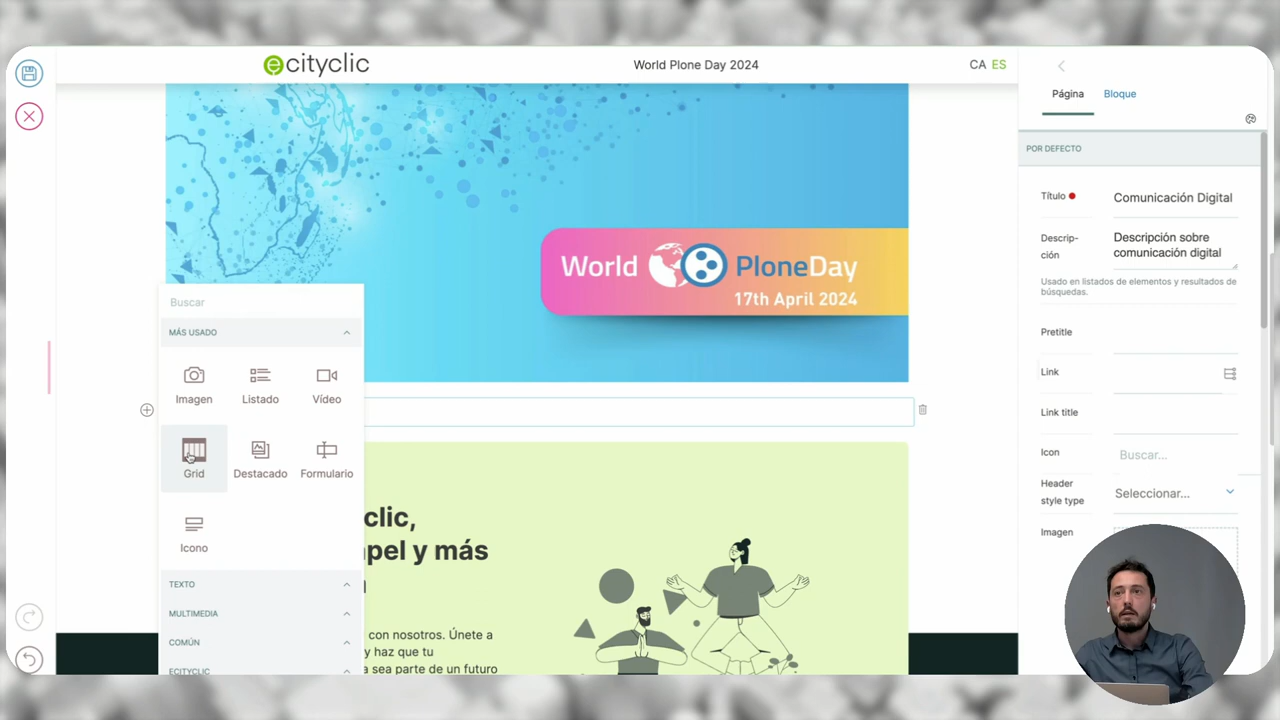 ecityclic
World Plone Day 2024
CA ES
World PloneDay
17th April 2024
Buscar
MÁS USADO
Imagen
Listado
Vídeo
Grid
Destacado
Formulario
Icono
TEXTO
MULTIMEDIA
COMÚN
ECITYCLIC
clic,
apel y más
con nosotros. Únete a
y haz que tu
a sea parte de un futuro
Página
Bloque
POR DEFECTO
Título
Comunicación Digital
Descrip-
ción
Descripción sobre
comunicación digital
Usado en listados de elementos y resultados de
búsquedas.
Pretitle
Link
Link title
Icon
Buscar...
Header
style type
Seleccionar...
Imagen